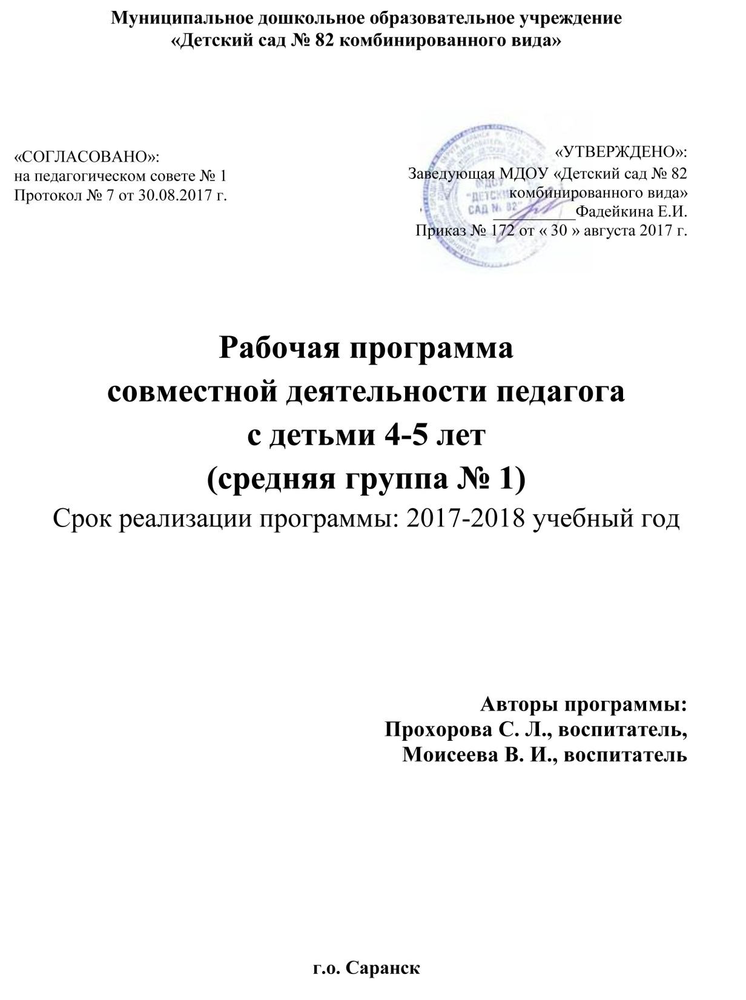 Муниципальное дошкольное образовательное учреждение
«Детский сад № 82 комбинированного вида»
«СОГЛАСОВАНО»:
на педагогическом совете № 1
Протокол № 7 от 30.08.2017 г.
«УТВЕРЖДЕНО»:
Заведующая МДОУ «Детский сад № 82
комбинированного вида»
__________Фадейкина Е.И.
Приказ № 172 от « 30 » августа 2017 г.
МДОУ
"ДЕТСКИЙ
САД № 82"
Рабочая программа
совместной деятельности педагога
с детьми 4-5 лет
(средняя группа № 1)
Срок реализации программы: 2017-2018 учебный год
Авторы программы:
Прохорова С. Л., воспитатель,
Моисеева В. И., воспитатель
г.о. Саранск